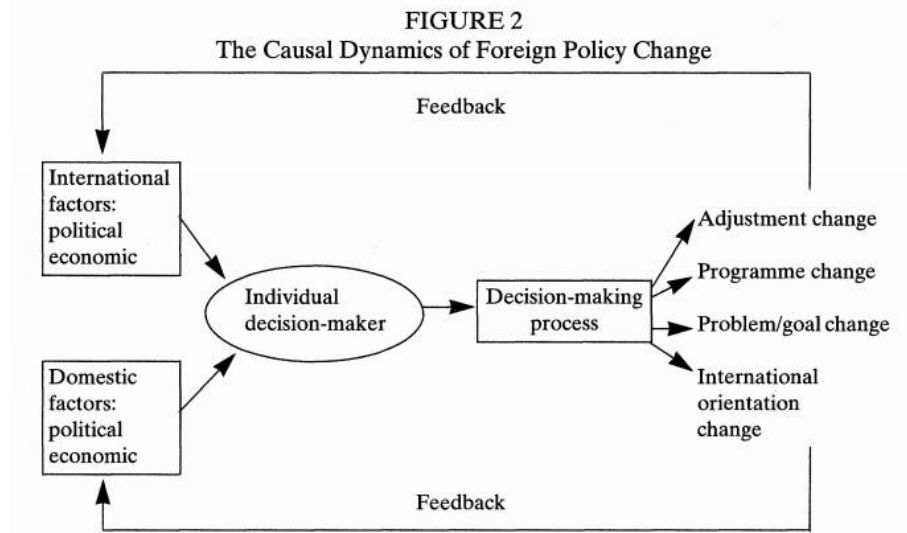 FIGURE 2
The Causal Dynamics of Foreign Policy Change
Feedback
International
factors:
political
economic
Individual
decision-maker
Domestic
factors:
political
economic
Decision-making
process
Adjustment change
Programme change
Problem/goal change
International
orientation
change
Feedback